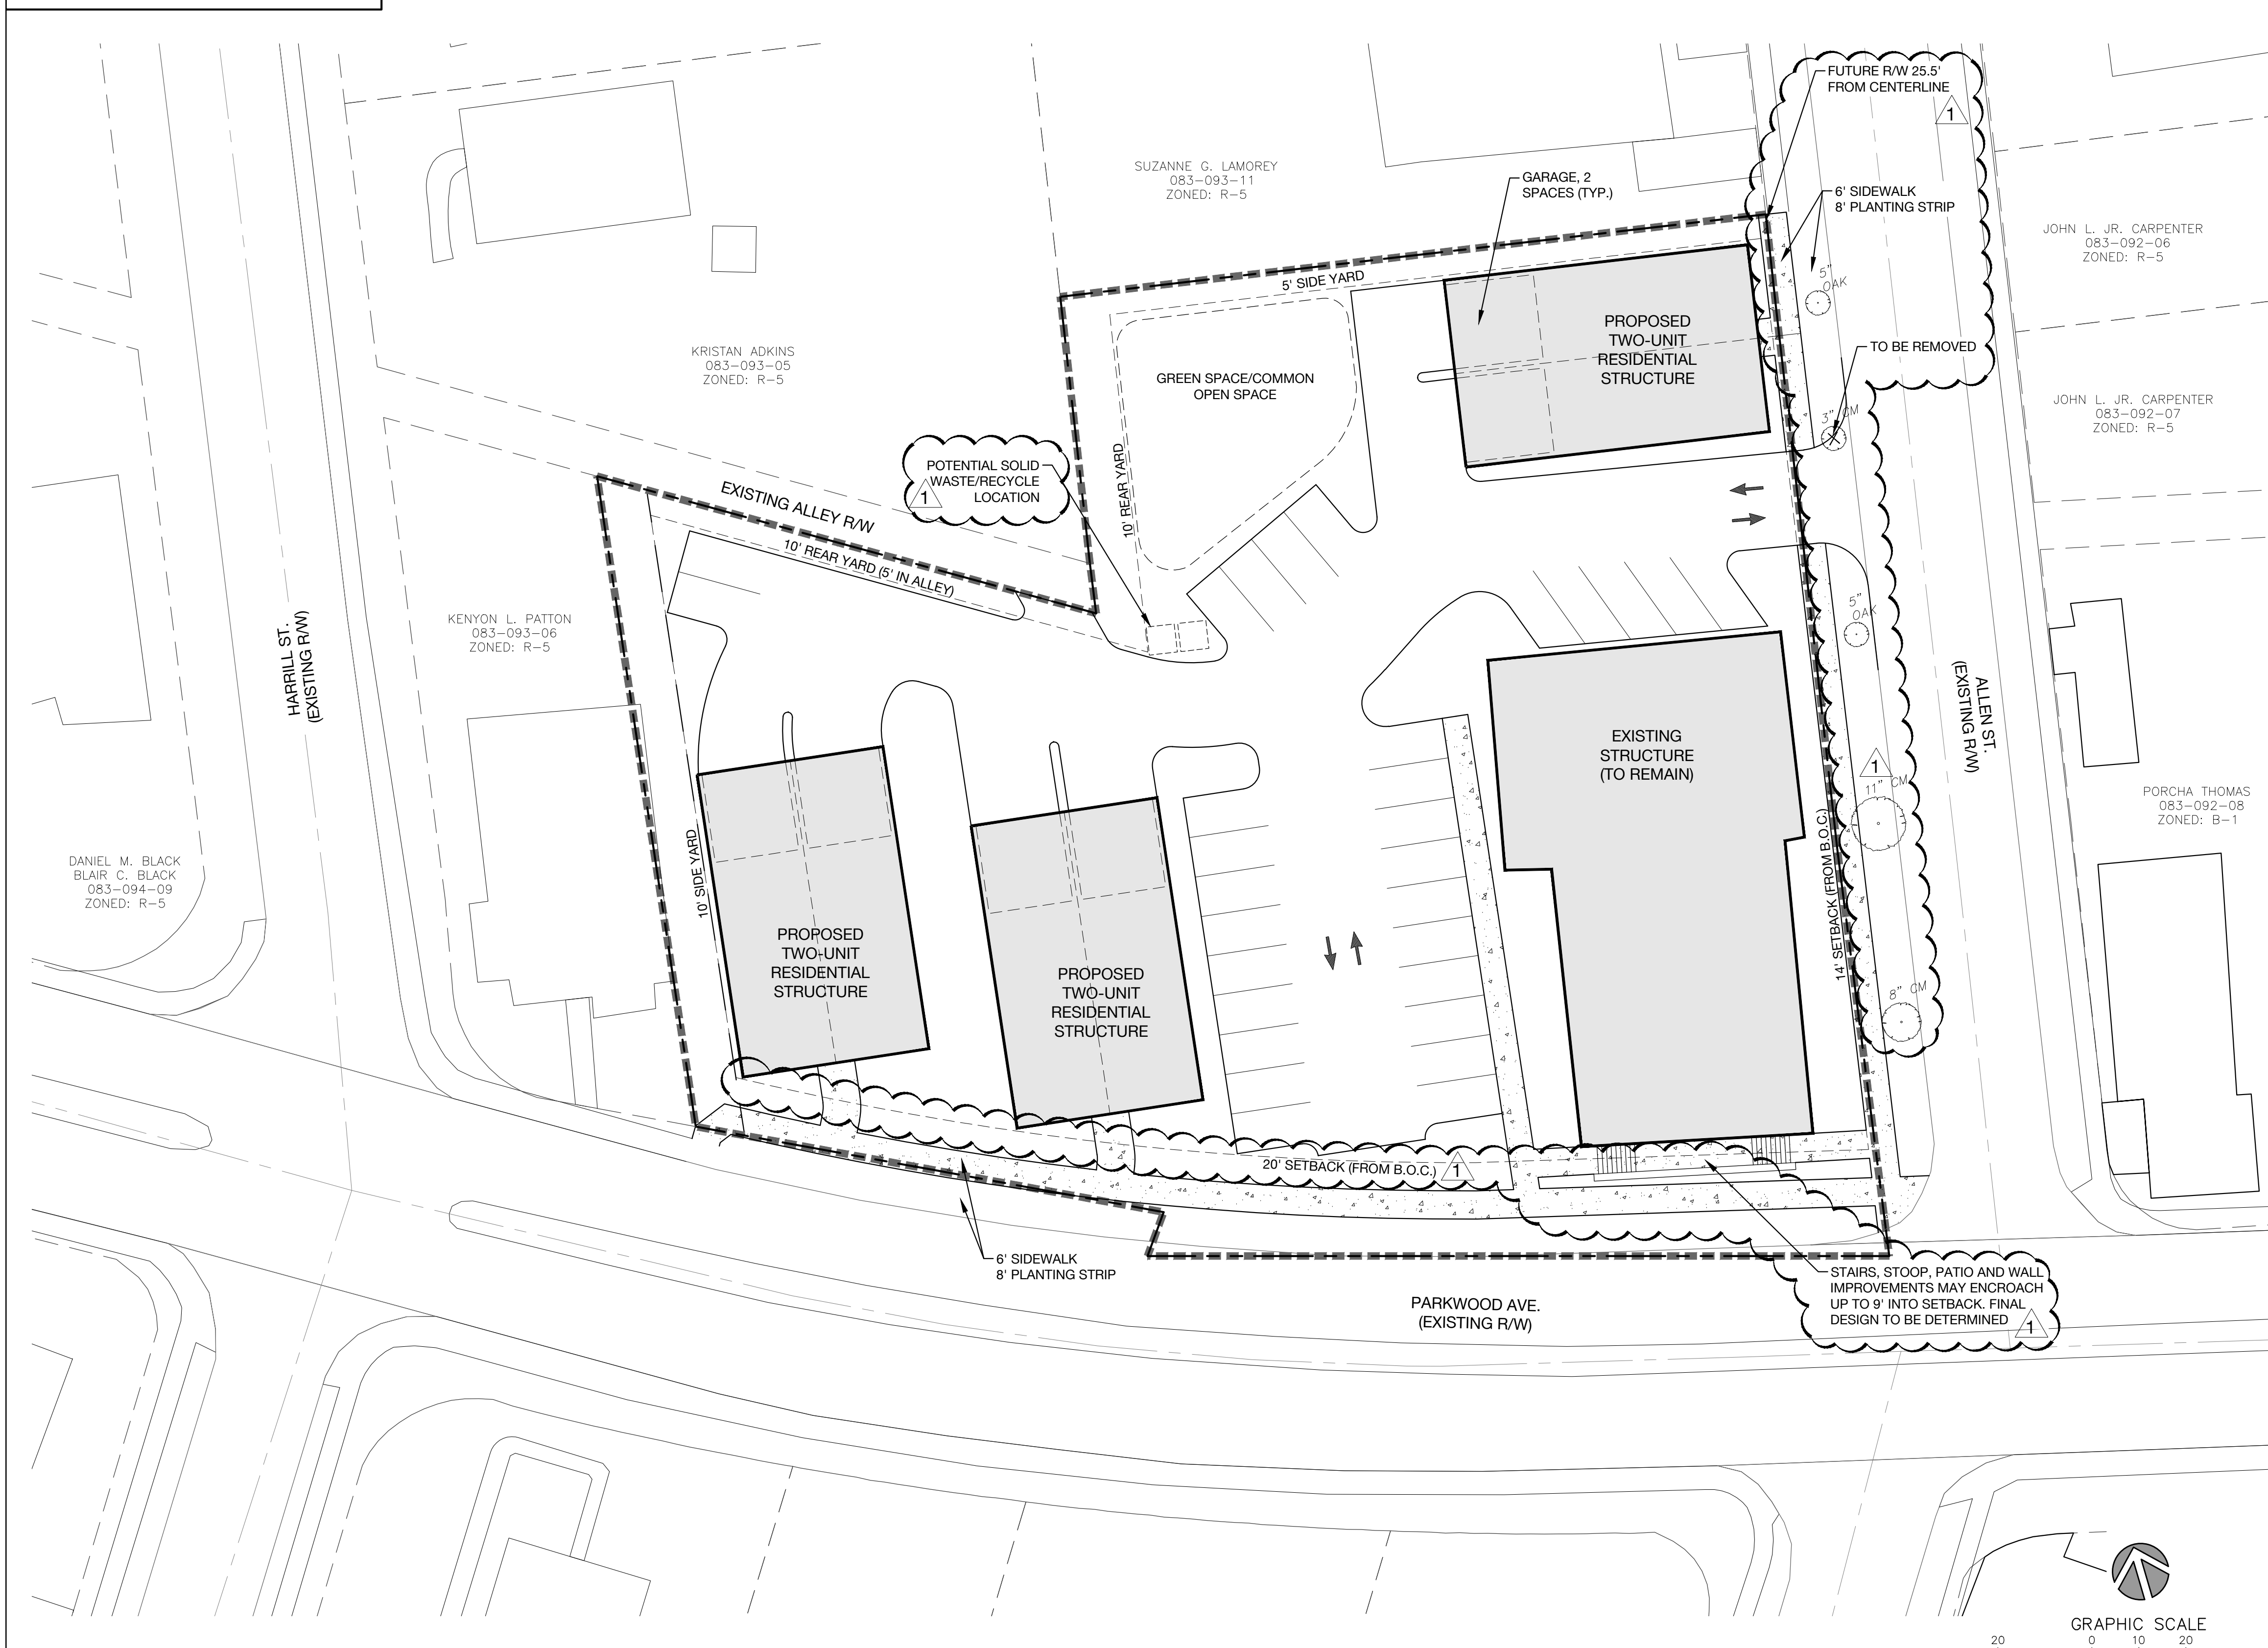 FUTURE R/W 25.5'
FROM CENTERLINE
1
SUZANNE G. LAMOREY
083-093-11
ZONED: R-5
GARAGE, 2
SPACES (TYP.)
6' SIDEWALK
8' PLANTING STRIP
JOHN L. JR. CARPENTER
083-092-06
ZONED: R-5
5' SIDE YARD
5"
OAK
PROPOSED
TWO-UNIT
RESIDENTIAL
STRUCTURE
TO BE REMOVED
KRISTAN ADKINS
083-093-05
ZONED: R-5
GREEN SPACE/COMMON
OPEN SPACE
JOHN L. JR. CARPENTER
083-092-07
ZONED: R-5
3" CM
10' REAR YARD
POTENTIAL SOLID
WASTE/RECYCLE
LOCATION
1
EXISTING ALLEY R/W
10' REAR YARD (5' IN ALLEY)
5"
OAK
KENYON L. PATTON
083-093-06
ZONED: R-5
HARRILL ST.
(EXISTING R/W)
ALLEN ST.
(EXISTING R/W)
EXISTING
STRUCTURE
(TO REMAIN)
1
11" CM
PORCHA THOMAS
083-092-08
ZONED: B-1
DANIEL M. BLACK
BLAIR C. BLACK
083-094-09
ZONED: R-5
10' SIDE YARD
14' SETBACK (FROM B.O.C.)
PROPOSED
TWO-UNIT
RESIDENTIAL
STRUCTURE
PROPOSED
TWO-UNIT
RESIDENTIAL
STRUCTURE
8" CM
20' SETBACK (FROM B.O.C.)
1
6' SIDEWALK
8' PLANTING STRIP
STAIRS, STOOP, PATIO AND WALL
IMPROVEMENTS MAY ENCROACH
UP TO 9' INTO SETBACK. FINAL
DESIGN TO BE DETERMINED
1
PARKWOOD AVE.
(EXISTING R/W)
GRAPHIC SCALE
20 0 10 20